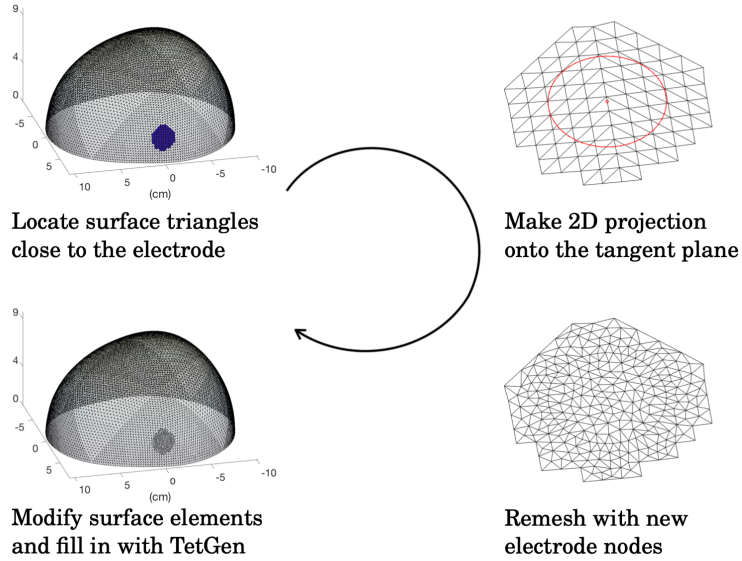 9
4
0
-5
0
5
10
5
0
-10
(cm)
Locate surface triangles
close to the electrode
Make 2D projection
onto the tangent plane
9
4
0
-5
0
5
10
5
0
-10
(cm)
Modify surface elements
and fill in with TetGen
Remesh with new
electrode nodes